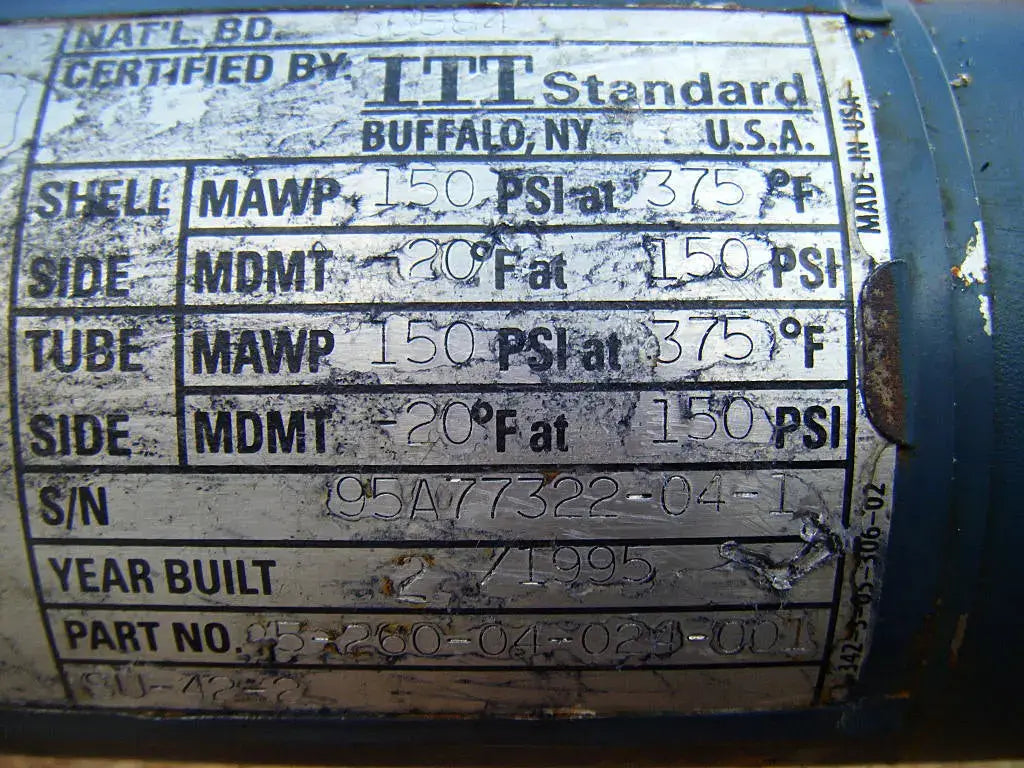 NAT'L. BD.
CERTIFIED BY: ITT Standard
BUFFALO, NY U.S.A.
SHELL SIDE
MAWP 150 PSI at 375 °F
MDMT -20 °F at 150 PSI
TUBE SIDE
MAWP 150 PSI at 375 °F
MDMT -20 °F at 150 PSI
S/N 95A77322-04-1
YEAR BUILT 2 /1995
PART NO.
MADE IN USA